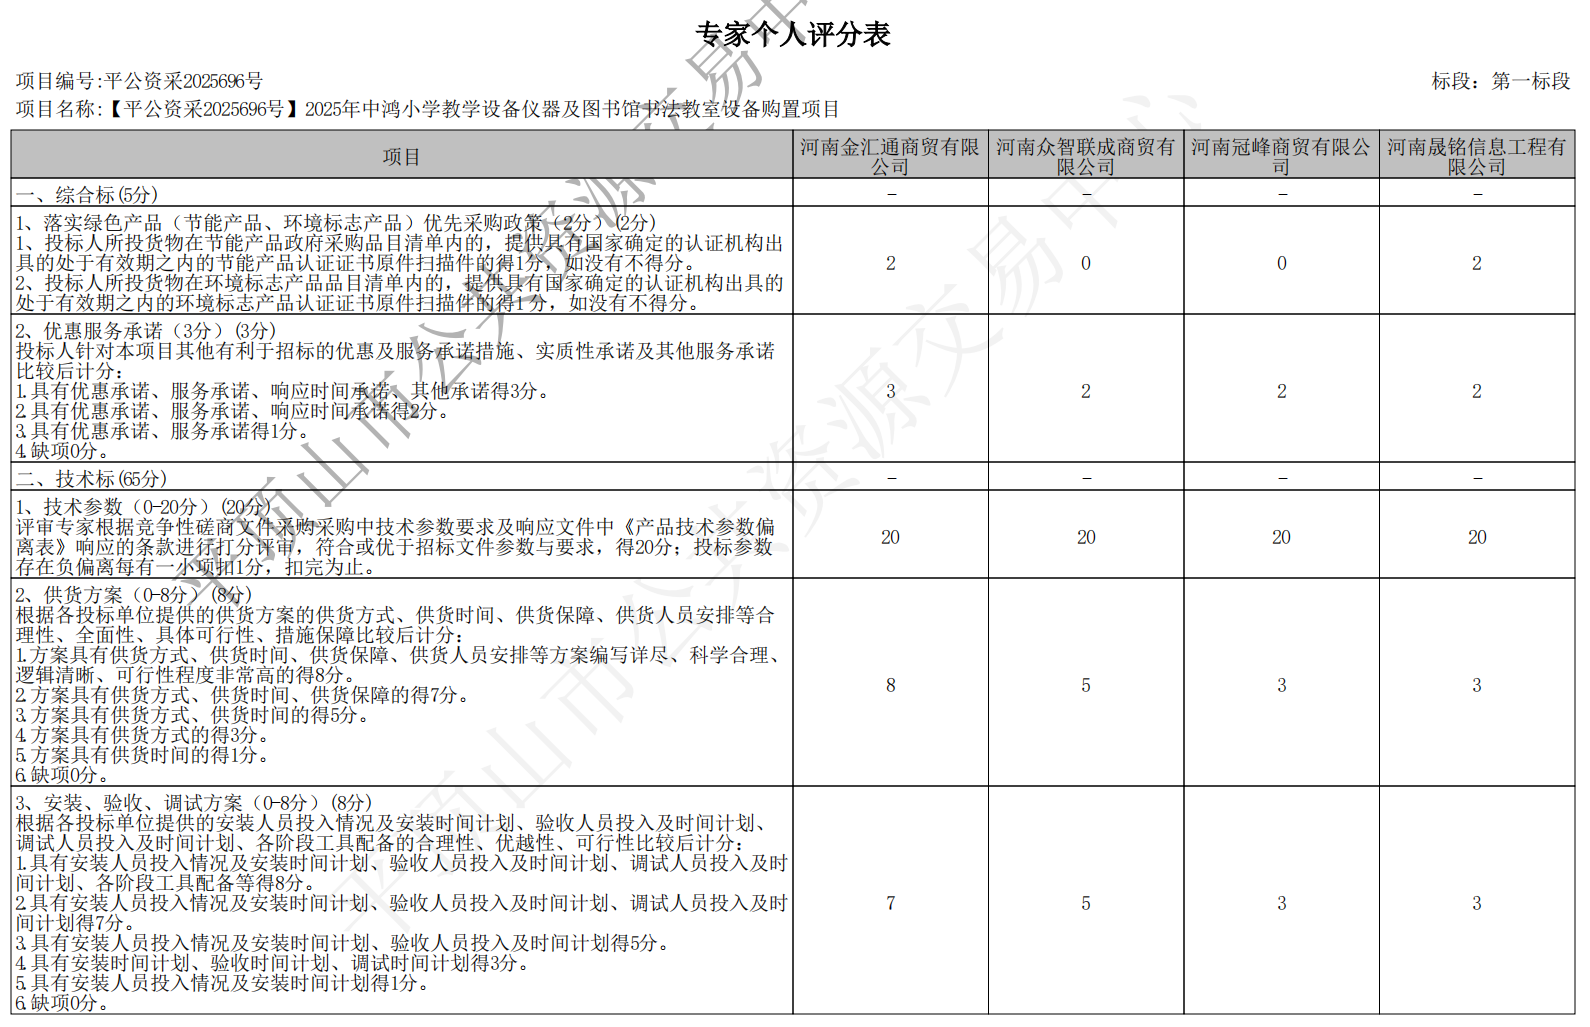 专家个人评分表
项目编号:平公资采2025696号
标段：第一标段
项目名称:【平公资采2025696号】2025年中鸿小学教学设备仪器及图书馆书法教室设备购置项目
项目
河南金汇通商贸有限公司
河南众智联成商贸有限公司
河南冠峰商贸有限公司
河南晟铭信息工程有限公司
一、综合标(5分)
-
-
-
-
1、落实绿色产品（节能产品、环境标志产品）优先采购政策（2分）(2分)
1、投标人所投货物在节能产品政府采购品目清单内的，提供具有国家确定的认证机构出
具的处于有效期之内的节能产品认证证书原件扫描件的得1分，如没有不得分。
2、投标人所投货物在环境标志产品品目清单内的，提供具有国家确定的认证机构出具的
处于有效期之内的环境标志产品认证证书原件扫描件的得1分，如没有不得分。
2
0
0
2
2、优惠服务承诺（3分）(3分)
投标人针对本项目其他有利于招标的优惠及服务承诺措施、实质性承诺及其他服务承诺
比较后计分：
1.具有优惠承诺、服务承诺、响应时间承诺、其他承诺得3分。
2.具有优惠承诺、服务承诺、响应时间承诺得2分。
3.具有优惠承诺、服务承诺得1分。
4.缺项0分。
3
2
2
2
二、技术标(65分)
-
-
-
-
1、技术参数（0-20分）(20分)
评审专家根据竞争性磋商文件采购采购中技术参数要求及响应文件中《产品技术参数偏
离表》响应的条款进行打分评审，符合或优于招标文件参数与要求，得20分；投标参数
存在负偏离每有一小项扣1分，扣完为止。
20
20
20
20
2、供货方案（0-8分）(8分)
根据各投标单位提供的供货方案的供货方式、供货时间、供货保障、供货人员安排等合
理性、全面性、具体可行性、措施保障比较后计分：
1.方案具有供货方式、供货时间、供货保障、供货人员安排等方案编写详尽、科学合理、
逻辑清晰、可行性程度非常高的得8分。
2.方案具有供货方式、供货时间、供货保障的得7分。
3.方案具有供货方式、供货时间的得5分。
4.方案具有供货方式的得3分。
5.方案具有供货时间的得1分。
6.缺项0分。
8
5
3
3
3、安装、验收、调试方案（0-8分）(8分)
根据各投标单位提供的安装人员投入情况及安装时间计划、验收人员投入及时间计划、
调试人员投入及时间计划、各阶段工具配备的合理性、优越性、可行性比较后计分：
1.具有安装人员投入情况及安装时间计划、验收人员投入及时间计划、调试人员投入及时
间计划、各阶段工具配备等得8分。
2.具有安装人员投入情况及安装时间计划、验收人员投入及时间计划、调试人员投入及时
间计划得7分。
3.具有安装人员投入情况及安装时间计划、验收人员投入及时间计划得5分。
4.具有安装时间计划、验收时间计划、调试时间计划得3分。
5.具有安装人员投入情况及安装时间计划得1分。
6.缺项0分。
7
5
3
3
平顶山市公共资源交易中
平顶山市公共资源交易中心